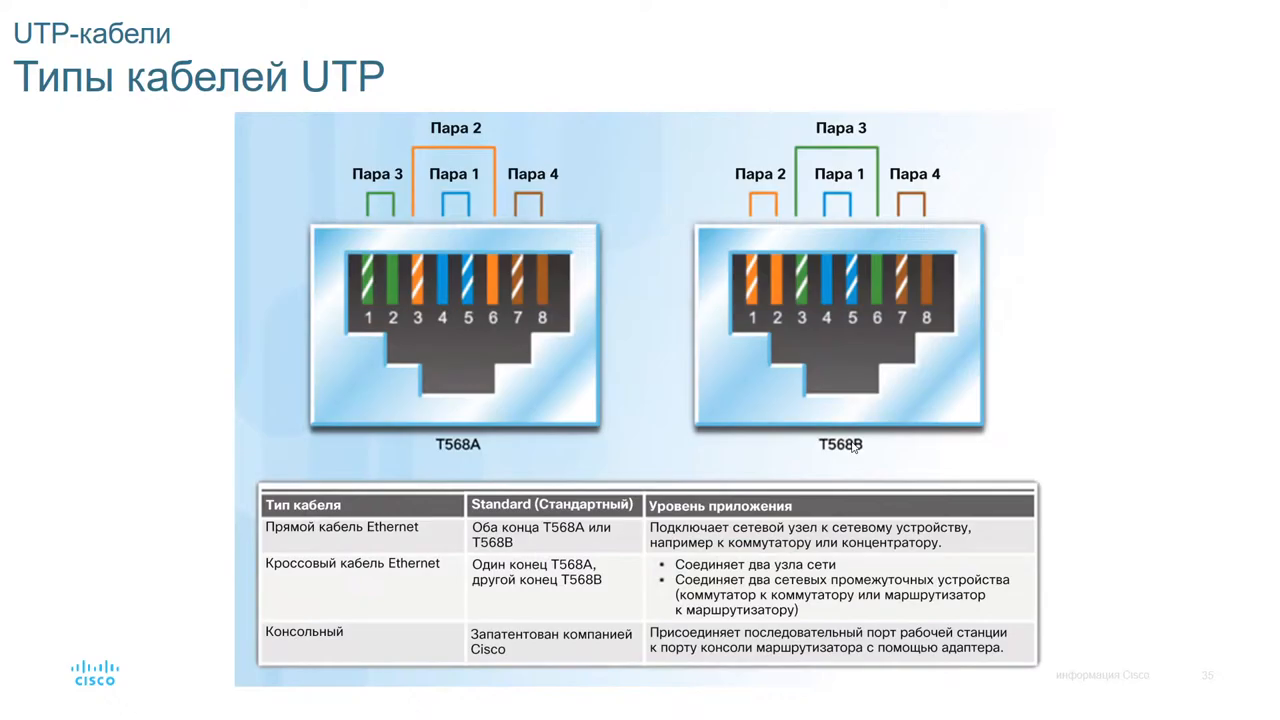 UTP-кабели
Типы кабелей UTP
Пара 2
Пара 3 Пара 1 Пара 4
1 2 3 4 5 6 7 8
T568A
Пара 3
Пара 2 Пара 1 Пара 4
1 2 3 4 5 6 7 8
T568B
Тип кабеля Standard (Стандартный) Уровень приложения
Прямой кабель Ethernet
Оба конца T568A или
T568B
Подключает сетевой узел к сетевому устройству,
например к коммутатору или концентратору.
Кроссовый кабель Ethernet
Один конец T568A,
другой конец T568B
• Соединяет два узла сети
• Соединяет два сетевых промежуточных устройства
(коммутатор к коммутатору или маршрутизатор
к маршрутизатору)
Консольный
Запатентован компанией
Cisco
Присоединяет последовательный порт рабочей станции
к порту консоли маршрутизатора с помощью адаптера.
CISCO
информация Cisco 35